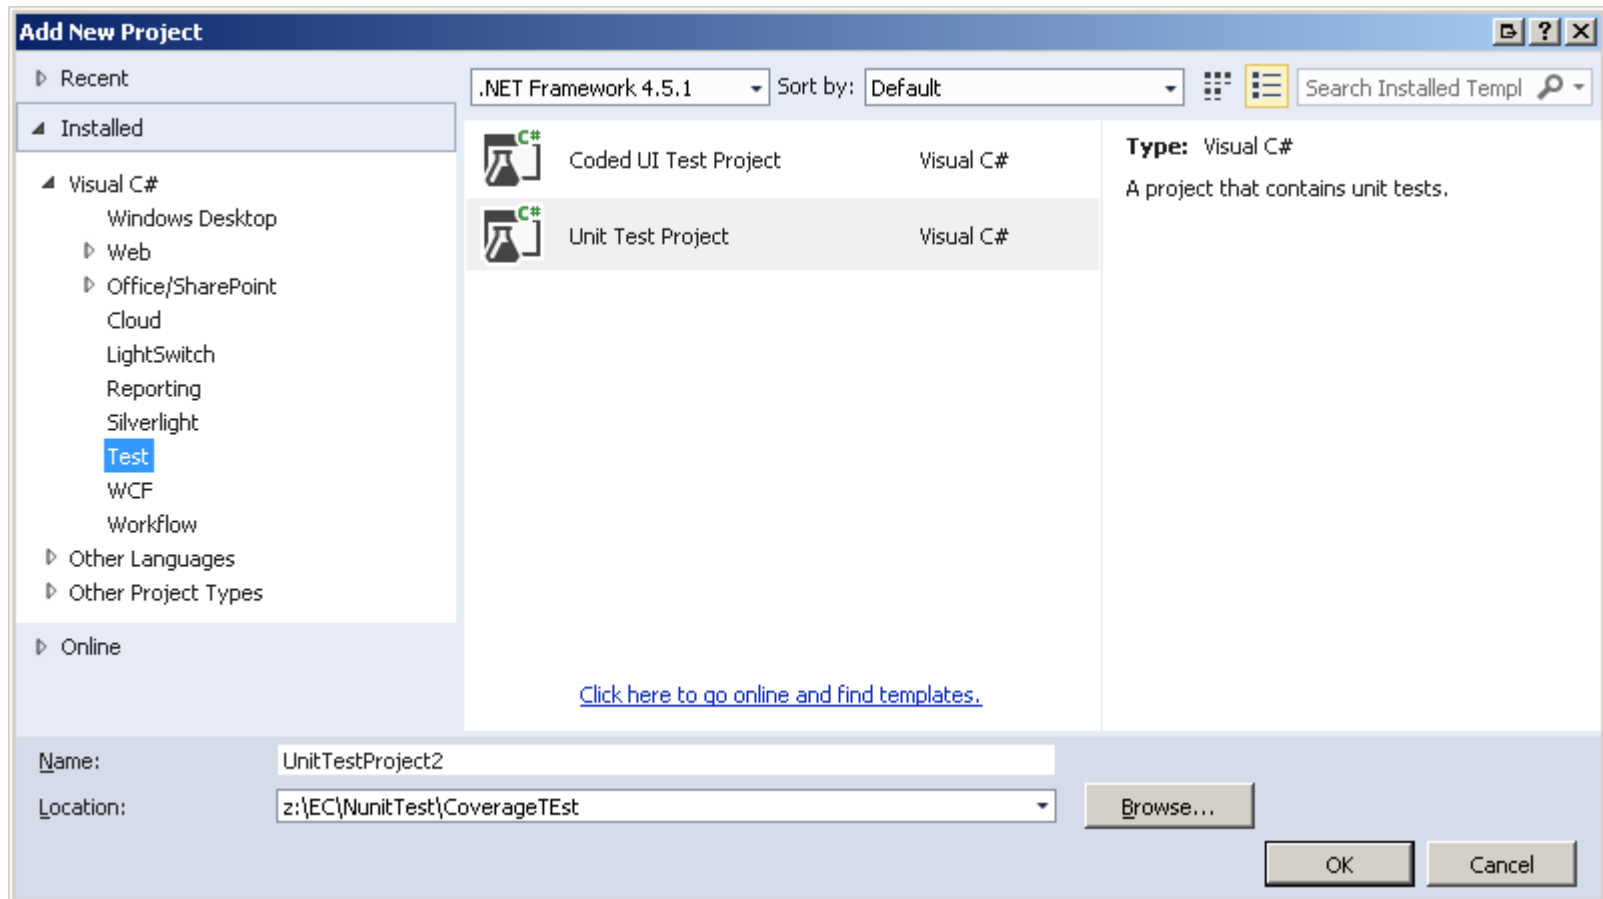 Add New Project
Recent
Installed
Visual C#
Windows Desktop
Web
Office/SharePoint
Cloud
LightSwitch
Reporting
Silverlight
Test
WCF
Workflow
Other Languages
Other Project Types
Online
.NET Framework 4.5.1 Sort by: Default Search Installed Templ
C# Coded UI Test Project Visual C#
C# Unit Test Project Visual C#
Click here to go online and find templates.
Type: Visual C#
A project that contains unit tests.
Name: UnitTestProject2
Location: z:\EC\NunitTest\CoverageTEst Browse...
OK Cancel